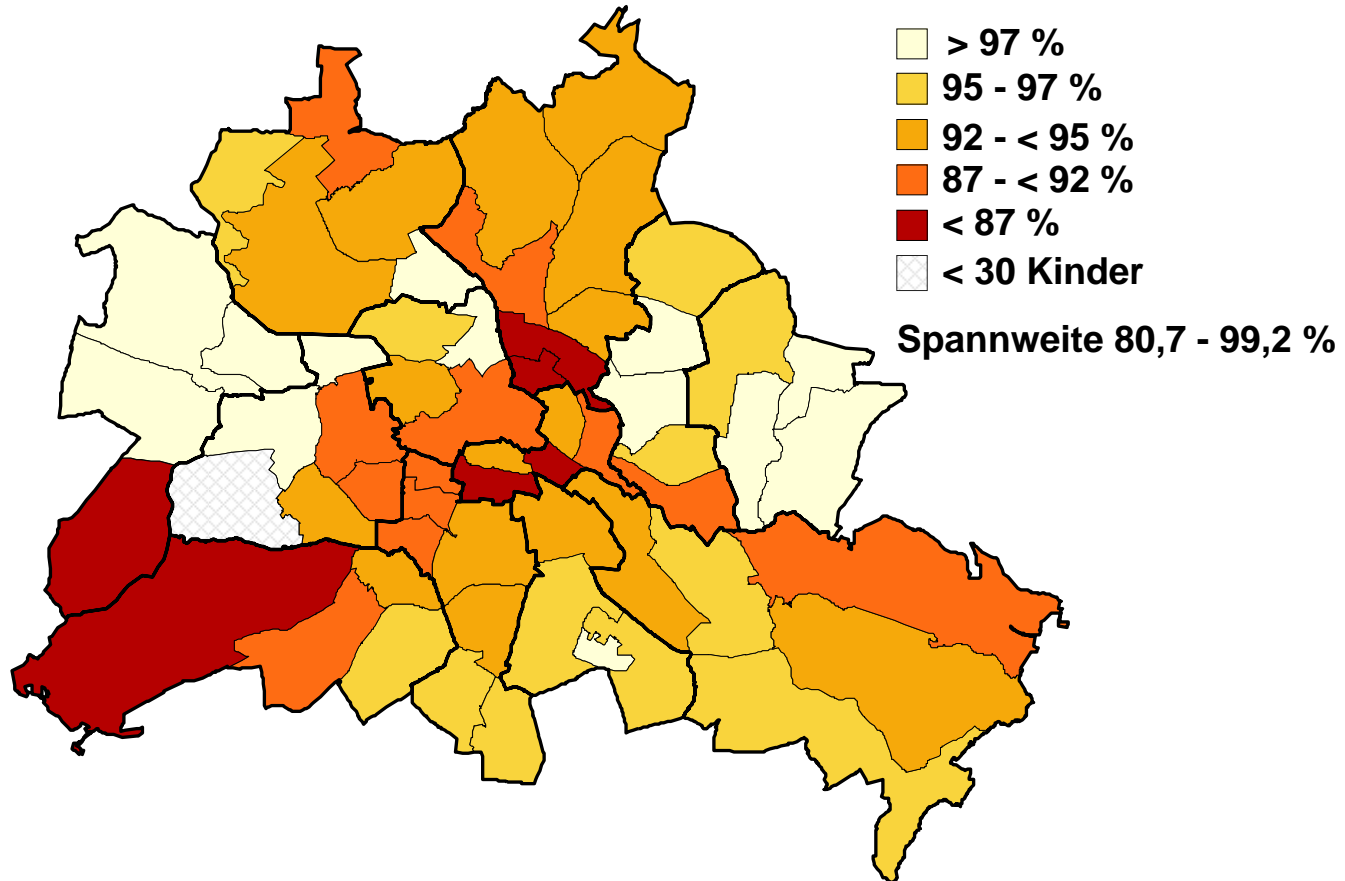 > 97 %
95 - 97 %
92 - < 95 %
87 - < 92 %
< 87 %
< 30 Kinder
Spannweite 80,7 - 99,2 %